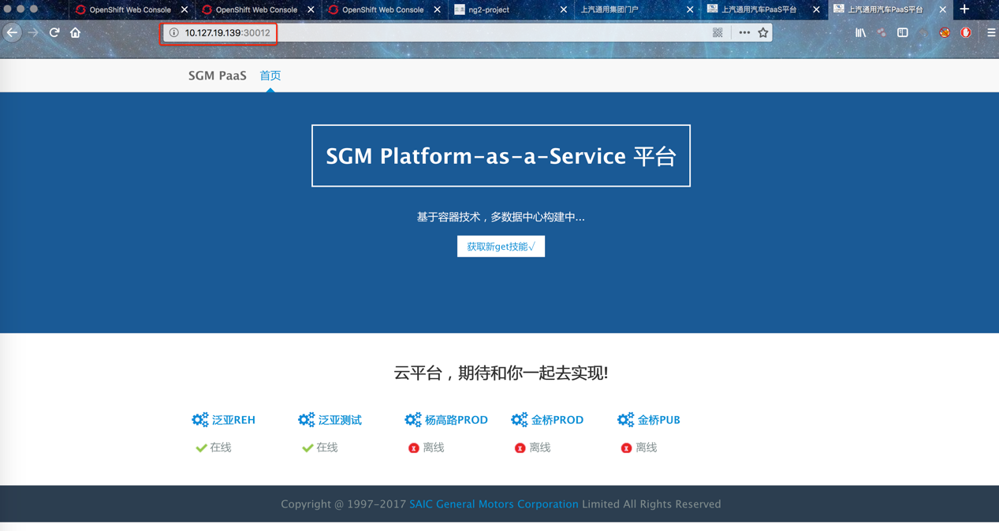 OpenShift Web Console
OpenShift Web Console
OpenShift Web Console
ng2-project
上汽通用集团门户
上汽通用汽车PaaS平台
上汽通用汽车PaaS平台
10.127.19.139:30012
SGM PaaS 首页
SGM Platform-as-a-Service 平台
基于容器技术，多数据中心构建中...
获取新get技能√
云平台，期待和你一起去实现!
泛亚REH 泛亚测试 杨高路PROD 金桥PROD 金桥PUB
在线 在线 离线 离线 离线
Copyright @ 1997-2017 SAIC General Motors Corporation Limited All Rights Reserved